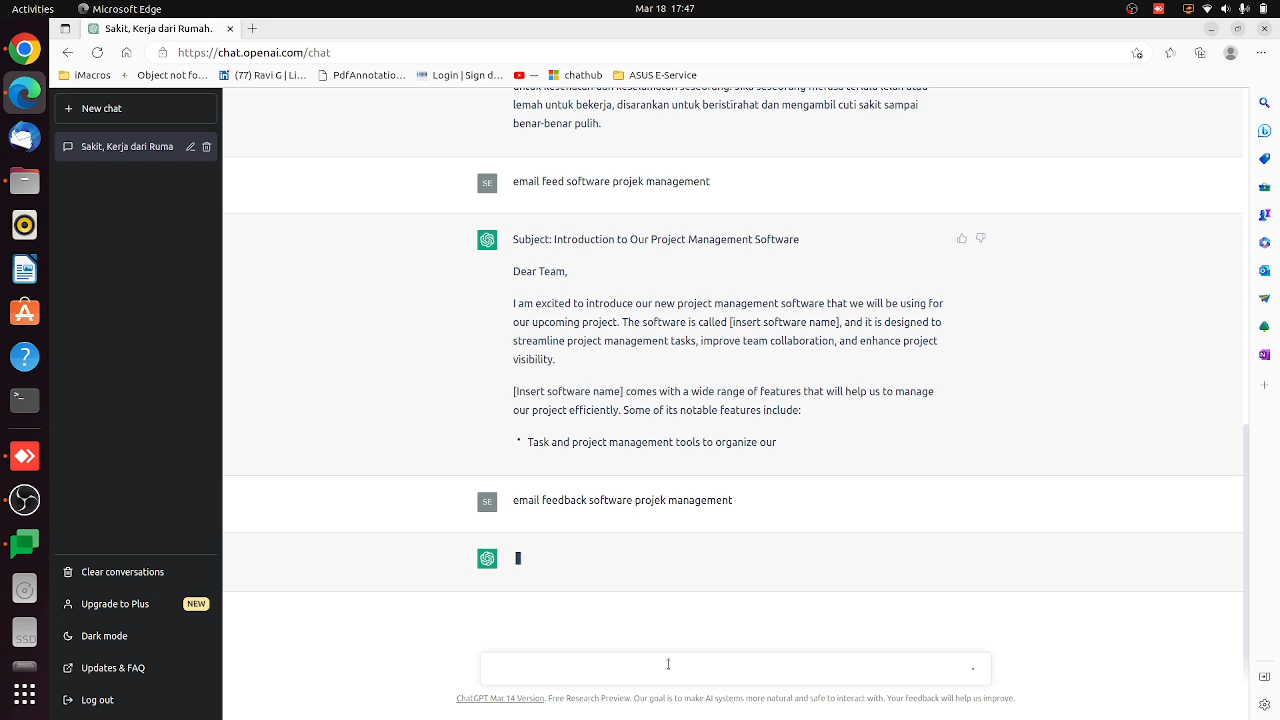 Activities
Microsoft Edge
Mar 18 17:47
Sakit, Kerja dari Rumah.
https://chat.openai.com/chat
iMacros
Object not fo...
(77) Ravi G | Li...
PdfAnnotatio...
Login | Sign d...
chathub
ASUS E-Service
New chat
Sakit, Kerja dari Ruma
lemah untuk bekerja, disarankan untuk beristirahat dan mengambil cuti sakit sampai
benar-benar pulih.
SE
email feed software projek management
Subject: Introduction to Our Project Management Software
Dear Team,
I am excited to introduce our new project management software that we will be using for
our upcoming project. The software is called [insert software name], and it is designed to
streamline project management tasks, improve team collaboration, and enhance project
visibility.
[Insert software name] comes with a wide range of features that will help us to manage
our project efficiently. Some of its notable features include:
• Task and project management tools to organize our
SE
email feedback software projek management
Clear conversations
Upgrade to Plus
NEW
Dark mode
Updates & FAQ
Log out
SSD
ChatGPT Mar 14 Version. Free Research Preview. Our goal is to make AI systems more natural and safe to interact with. Your feedback will help us improve.